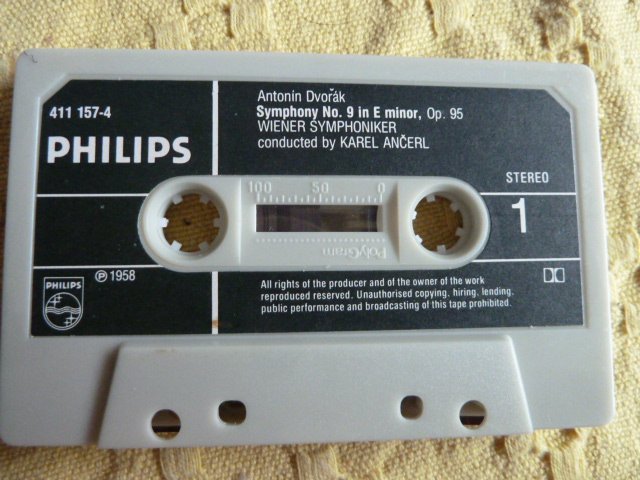 411 157-4
PHILIPS
Antonín Dvořák
Symphony No. 9 in E minor, Op. 95
WIENER SYMPHONIKER
conducted by KAREL ANČERL
STEREO
1
100 50 0
PolyGram
℗ 1958
PHILIPS
All rights of the producer and of the owner of the work
reproduced reserved. Unauthorised copying, hiring, lending,
public performance and broadcasting of this tape prohibited.